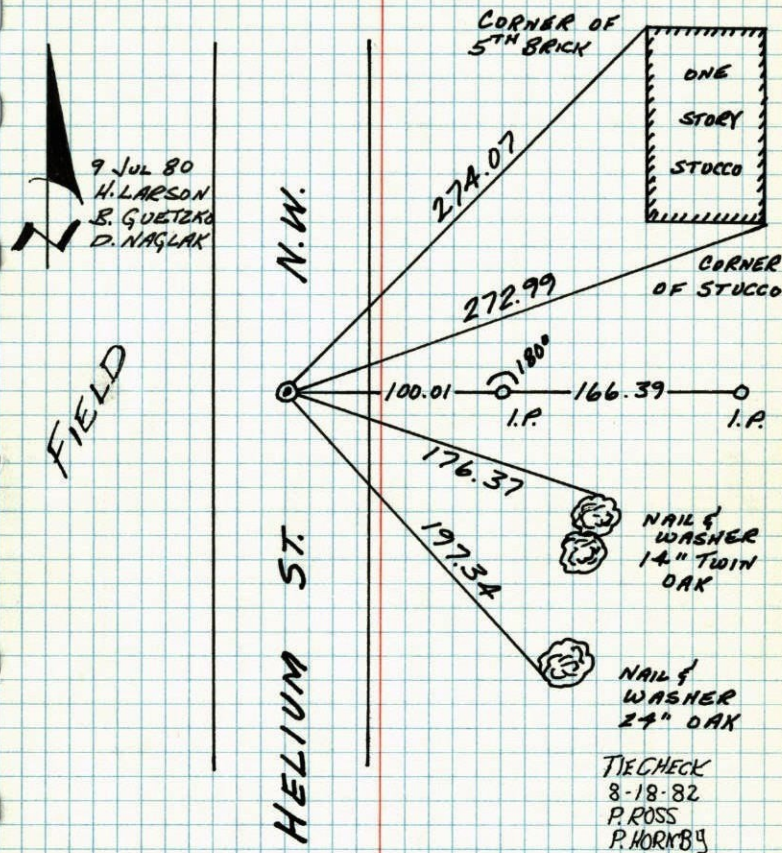 CORNER OF
5TH BRICK
ONE
STORY
STUCCO
9 JUL 80
H. LARSON
B. GUETZKO
D. NAGLAK
N
274.07
272.99
CORNER
OF STUCCO
FIELD
HELIUM ST. N.W.
100.01
180°
166.39
I.P.
I.P.
176.37
197.34
NAIL &
WASHER
14" TWIN
OAK
NAIL &
WASHER
24" OAK
TIE CHECK
8-18-82
P. ROSS
P. HORNBY